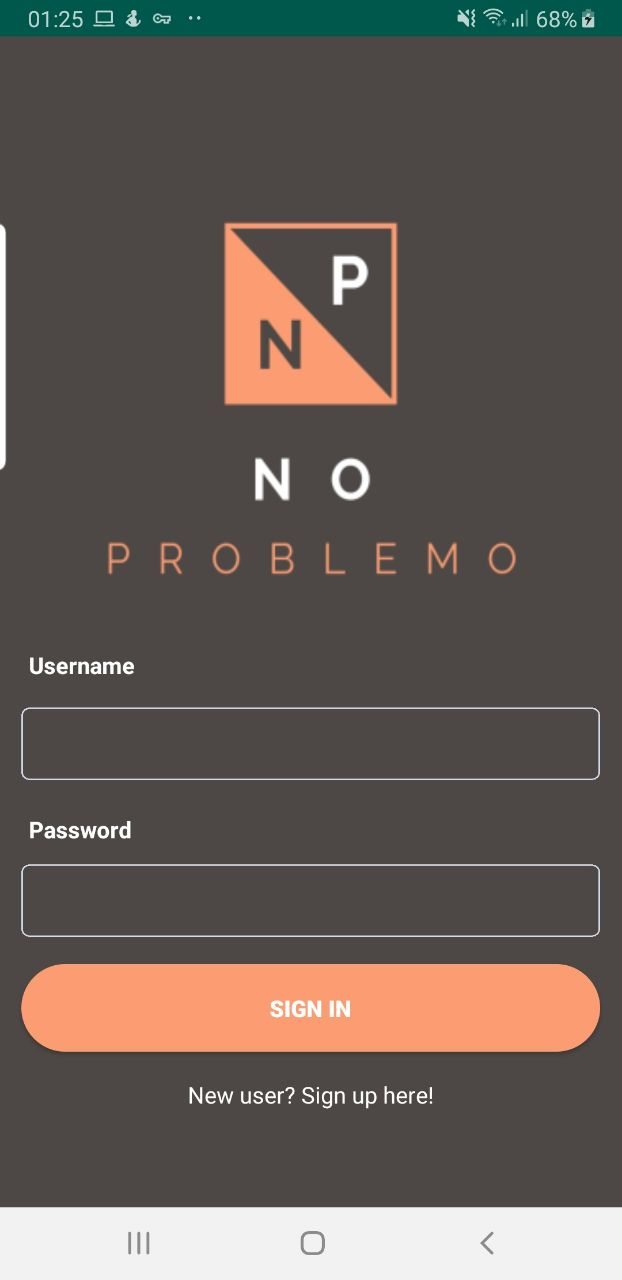 01:25 68%
P
N
NO
PROBLEMO
Username
Password
SIGN IN
New user? Sign up here!